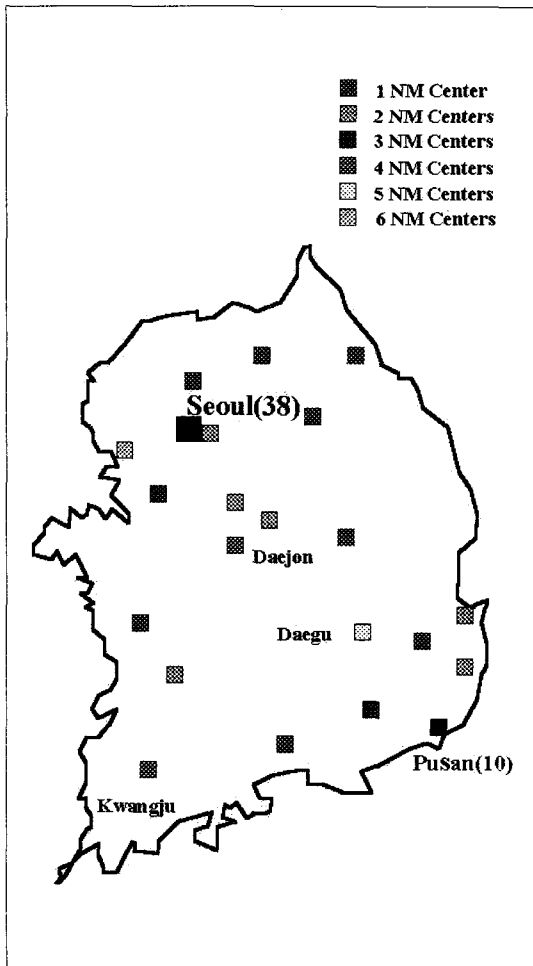 1 NM Center
2 NM Centers
3 NM Centers
4 NM Centers
5 NM Centers
6 NM Centers
Seoul(38)
Daejon
Daegu
Pusan(10)
Kwangju